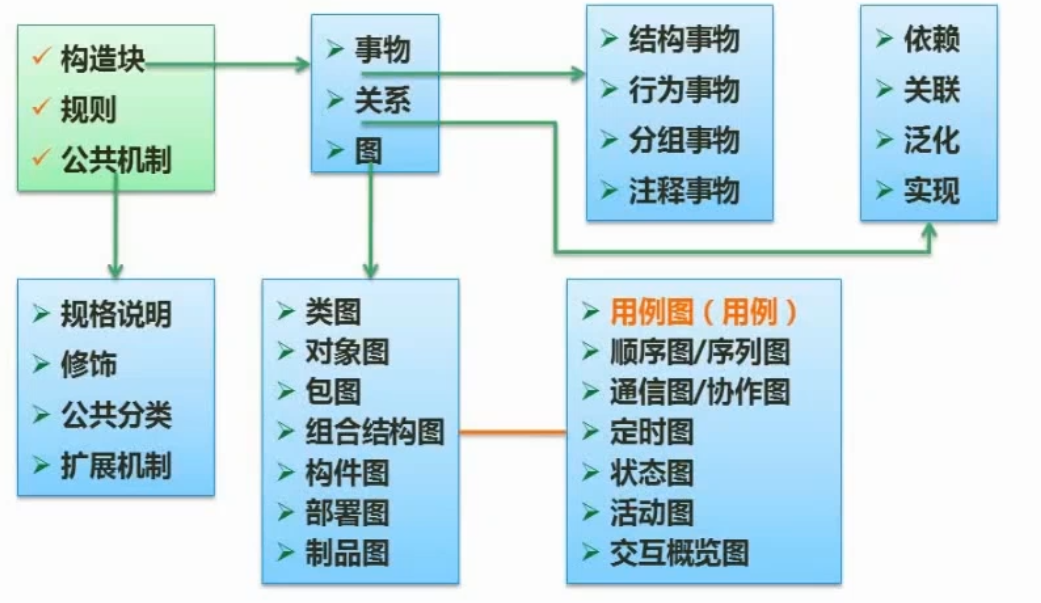 构造块
规则
公共机制
事物
关系
图
结构事物
行为事物
分组事物
注释事物
依赖
关联
泛化
实现
规格说明
修饰
公共分类
扩展机制
类图
对象图
包图
组合结构图
构件图
部署图
制品图
用例图（用例）
顺序图/序列图
通信图/协作图
定时图
状态图
活动图
交互概览图